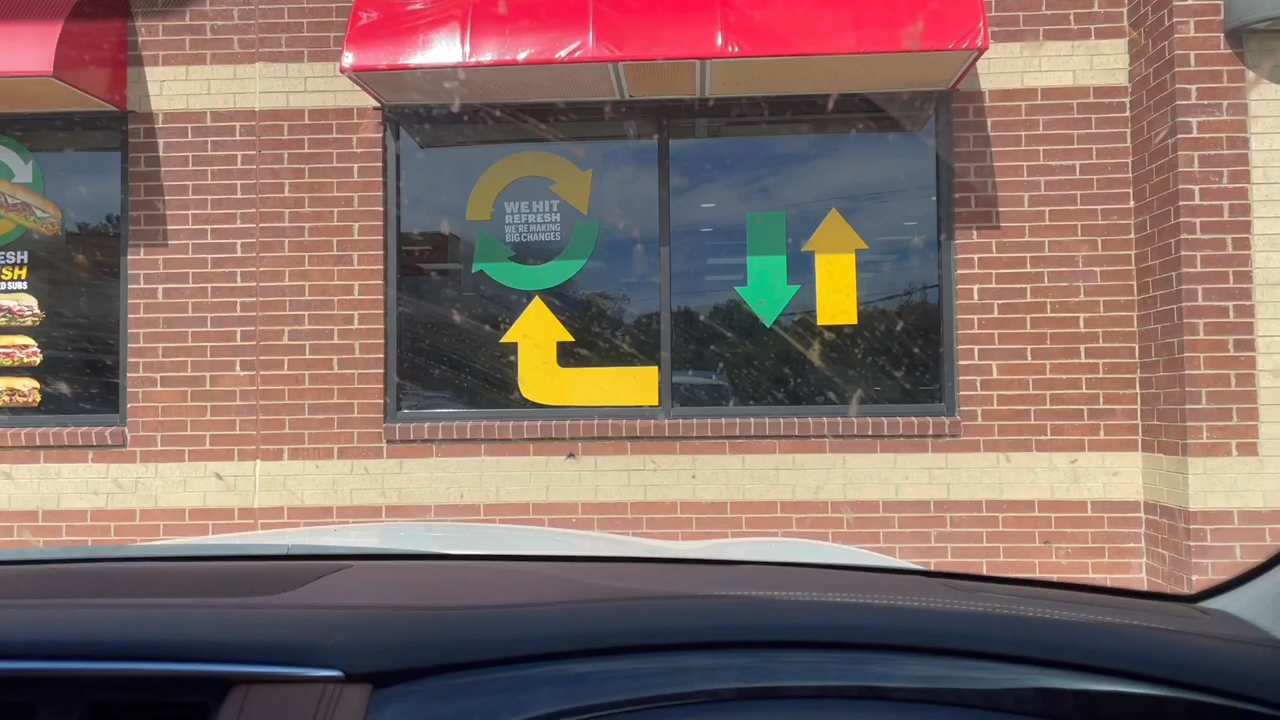 WE HIT
REFRESH
WE'RE MAKING
BIG CHANGES
ESH
SH
D SUBS